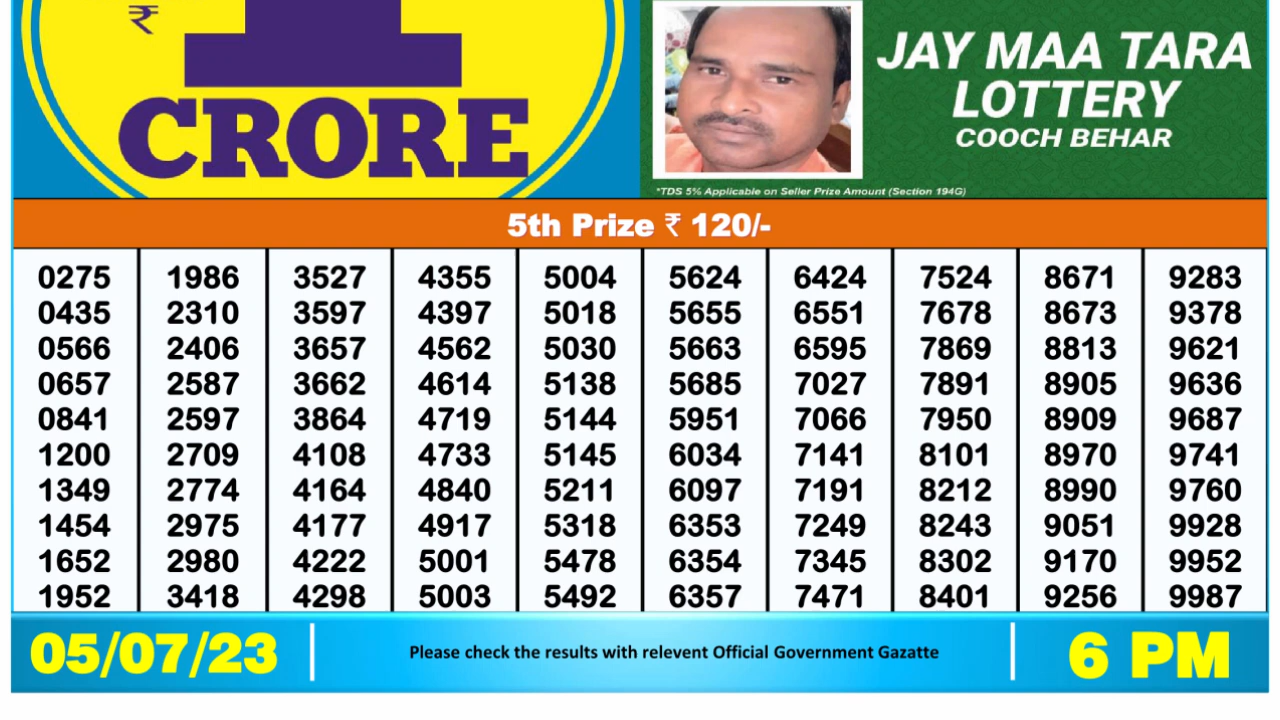 ₹
CRORE
JAY MAA TARA
LOTTERY
COOCH BEHAR
*TDS 5% Applicable on Seller Prize Amount (Section 194G)
5th Prize ₹ 120/-
0275 1986 3527 4355 5004 5624 6424 7524 8671 9283
0435 2310 3597 4397 5018 5655 6551 7678 8673 9378
0566 2406 3657 4562 5030 5663 6595 7869 8813 9621
0657 2587 3662 4614 5138 5685 7027 7891 8905 9636
0841 2597 3864 4719 5144 5951 7066 7950 8909 9687
1200 2709 4108 4733 5145 6034 7141 8101 8970 9741
1349 2774 4164 4840 5211 6097 7191 8212 8990 9760
1454 2975 4177 4917 5318 6353 7249 8243 9051 9928
1652 2980 4222 5001 5478 6354 7345 8302 9170 9952
1952 3418 4298 5003 5492 6357 7471 8401 9256 9987
05/07/23
Please check the results with relevent Official Government Gazatte
6 PM